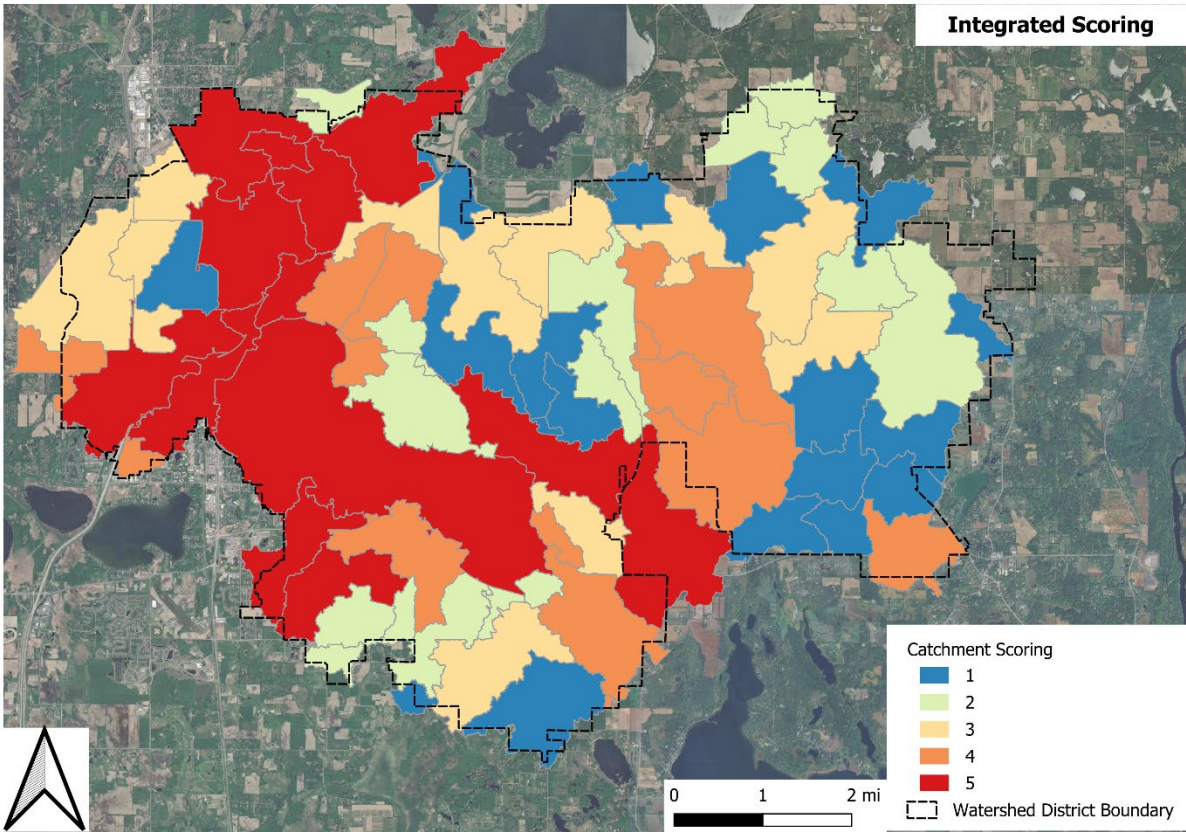 Integrated Scoring
Catchment Scoring
1
2
3
4
5
Watershed District Boundary
0 1 2 mi